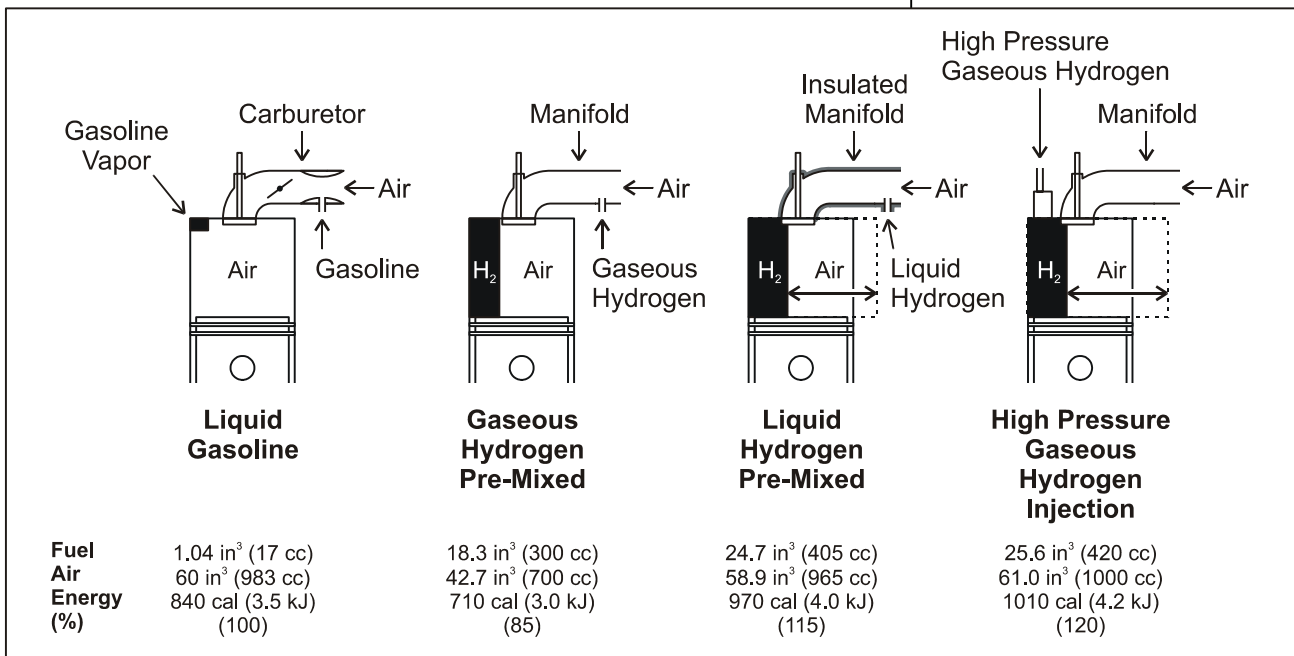 High Pressure
Gaseous Hydrogen
Gasoline
Vapor
Carburetor
Air
Gasoline
Air
Manifold
Air
Gaseous
Hydrogen
H₂
Air
Insulated
Manifold
Air
Liquid
Hydrogen
H₂
Air
Manifold
Air
H₂
Air
Liquid
Gasoline
Gaseous
Hydrogen
Pre-Mixed
Liquid
Hydrogen
Pre-Mixed
High Pressure
Gaseous
Hydrogen
Injection
Fuel 1.04 in³ (17 cc) 18.3 in³ (300 cc) 24.7 in³ (405 cc) 25.6 in³ (420 cc)
Air 60 in³ (983 cc) 42.7 in³ (700 cc) 58.9 in³ (965 cc) 61.0 in³ (1000 cc)
Energy 840 cal (3.5 kJ) 710 cal (3.0 kJ) 970 cal (4.0 kJ) 1010 cal (4.2 kJ)
(%) (100) (85) (115) (120)